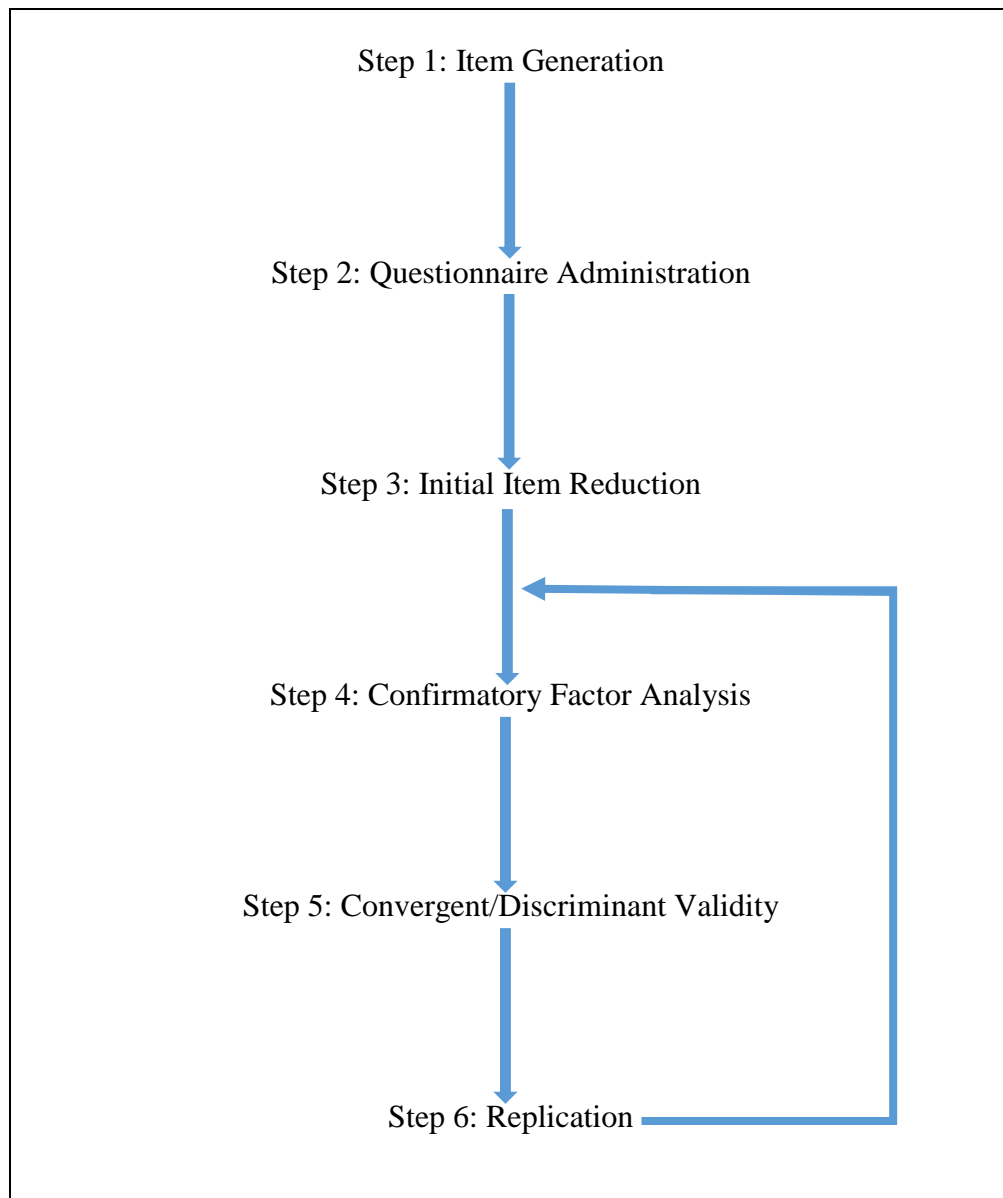 Step 1: Item Generation
Step 2: Questionnaire Administration
Step 3: Initial Item Reduction
Step 4: Confirmatory Factor Analysis
Step 5: Convergent/Discriminant Validity
Step 6: Replication